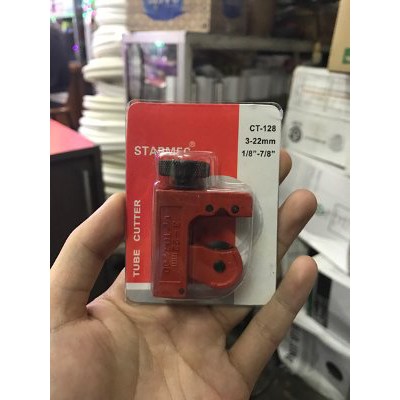 STARMEC
CT-128
3-22mm
1/8"-7/8"
TUBE CUTTER